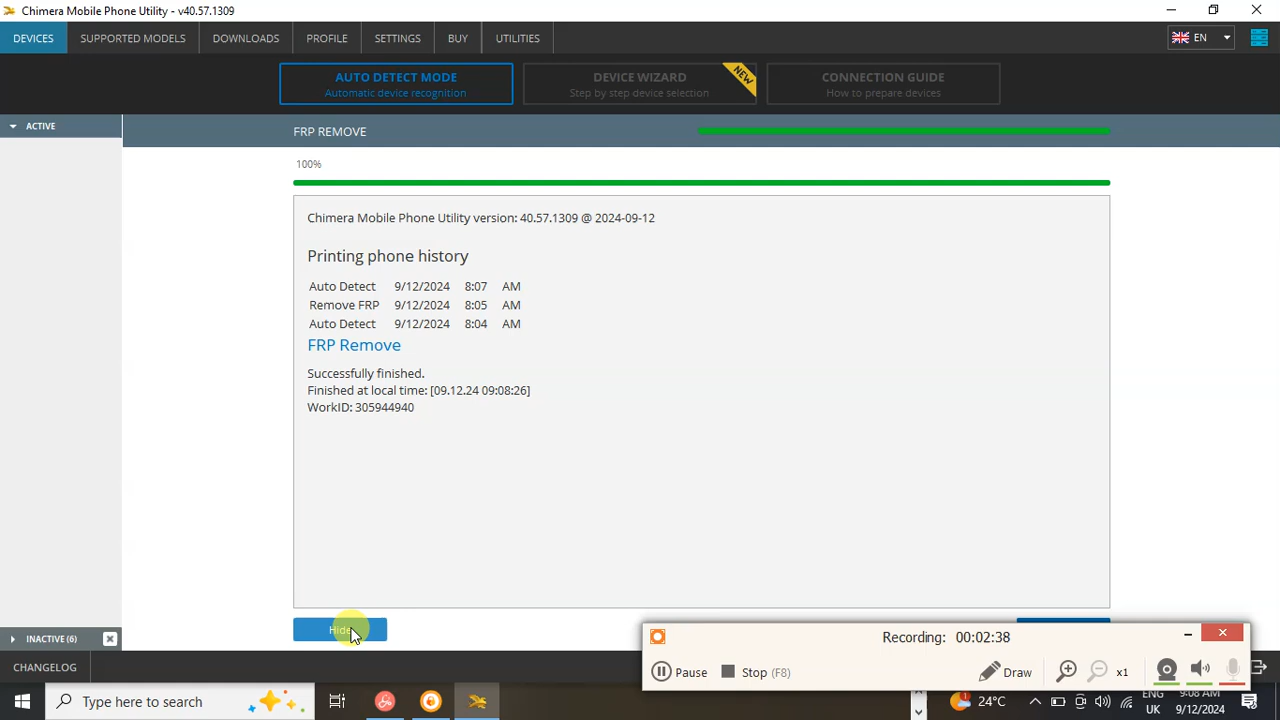 Chimera Mobile Phone Utility - v40.57.1309
DEVICES SUPPORTED MODELS DOWNLOADS PROFILE SETTINGS BUY UTILITIES EN
AUTO DETECT MODE
Automatic device recognition
DEVICE WIZARD
Step by step device selection
NEW
CONNECTION GUIDE
How to prepare devices
ACTIVE
FRP REMOVE
100%
Chimera Mobile Phone Utility version: 40.57.1309 @ 2024-09-12
Printing phone history
Auto Detect 9/12/2024 8:07 AM
Remove FRP 9/12/2024 8:05 AM
Auto Detect 9/12/2024 8:04 AM
FRP Remove
Successfully finished.
Finished at local time: [09.12.24 09:08:26]
WorkID: 305944940
Hide
INACTIVE (6)
Recording: 00:02:38
CHANGELOG
Pause Stop (F8) Draw x1
Type here to search
1
24°C
ENG
UK
9:08 AM
9/12/2024